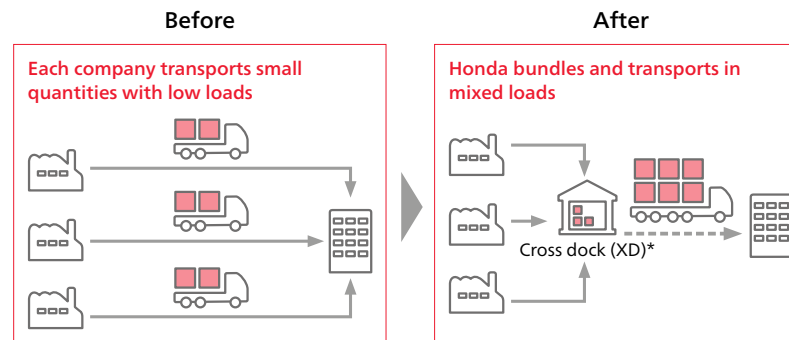 Before
Each company transports small
quantities with low loads
After
Honda bundles and transports in
mixed loads
Cross dock (XD)*